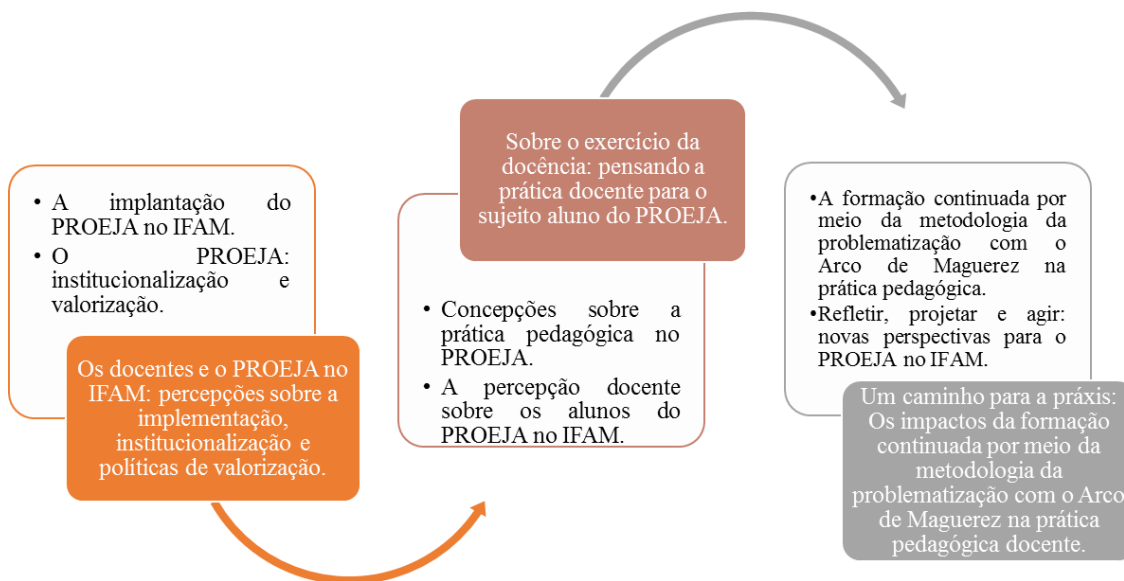 • A implantação do
PROEJA no IFAM.
• O PROEJA:
institucionalização e
valorização.
Os docentes e o PROEJA no
IFAM: percepções sobre a
implementação,
institucionalização e
políticas de valorização.
Sobre o exercício da
docência: pensando a
prática docente para o
sujeito aluno do PROEJA.
• Concepções sobre a
prática pedagógica no
PROEJA.
• A percepção docente
sobre os alunos do
PROEJA no IFAM.
•A formação continuada por
meio da metodologia da
problematização com o
Arco de Maguerez na
prática pedagógica.
•Refletir, projetar e agir:
novas perspectivas para o
PROEJA no IFAM.
Um caminho para a práxis:
Os impactos da formação
continuada por meio da
metodologia da
problematização com o Arco
de Maguerez na prática
pedagógica docente.